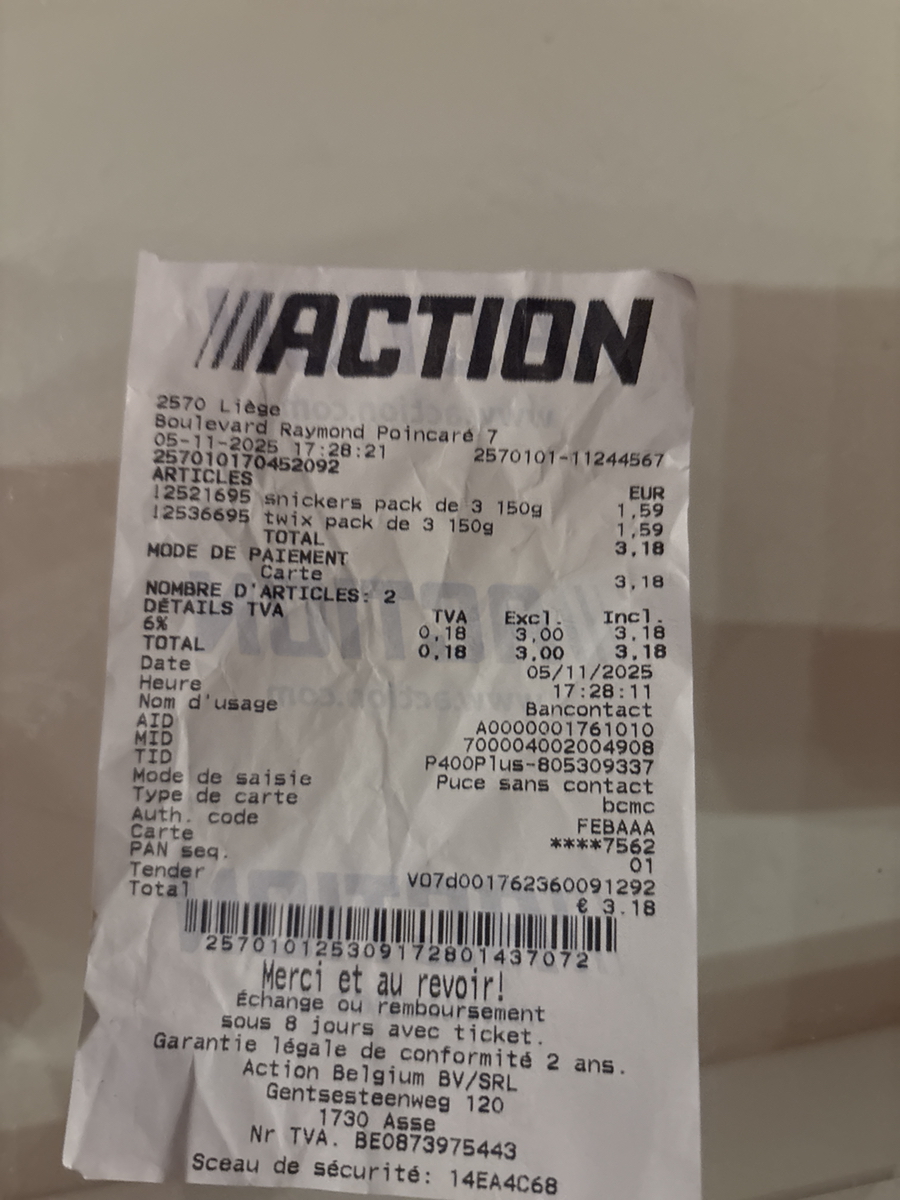 ///ACTION
2570 Liège
Boulevard Raymond Poincaré 7
05-11-2025 17:28:21 2570101-11244567
257010170452092
ARTICLES EUR
!2521695 snickers pack de 3 150g 1,59
!2536695 twix pack de 3 150g 1,59
TOTAL 3,18
MODE DE PAIEMENT
Carte 3,18
NOMBRE D'ARTICLES: 2
DÉTAILS TVA TVA Excl. Incl.
6% 0,18 3,00 3,18
TOTAL 0,18 3,00 3,18
Date 05/11/2025
Heure 17:28:11
Nom d'usage Bancontact
AID A0000001761010
MID 700004002004908
TID P400Plus-805309337
Mode de saisie Puce sans contact
Type de carte bcmc
Auth. code FEBAAA
Carte ****7562
PAN seq. 01
Tender V07d001762360091292
Total € 3.18
257010125309172801437072
Merci et au revoir!
Échange ou remboursement
sous 8 jours avec ticket.
Garantie légale de conformité 2 ans.
Action Belgium BV/SRL
Gentsesteenweg 120
1730 Asse
Nr TVA. BE0873975443
Sceau de sécurité: 14EA4C68